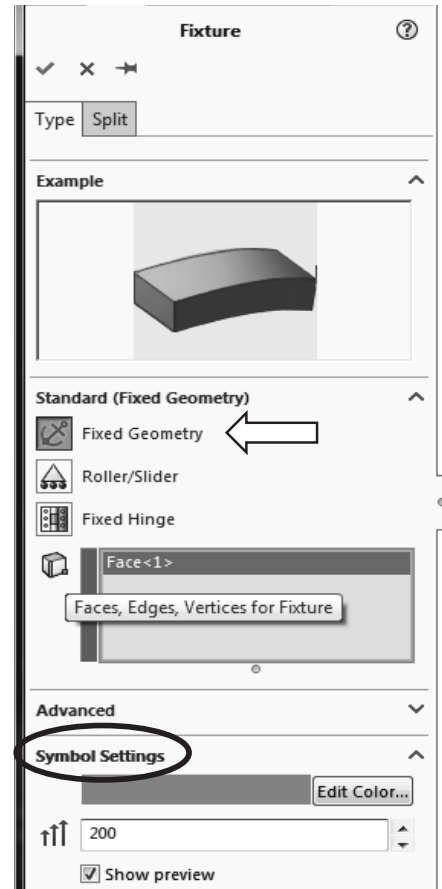 Fixture
Type Split
Example
Standard (Fixed Geometry)
Fixed Geometry
Roller/Slider
Fixed Hinge
Face<1>
Faces, Edges, Vertices for Fixture
Advanced
Symbol Settings
Edit Color...
200
Show preview